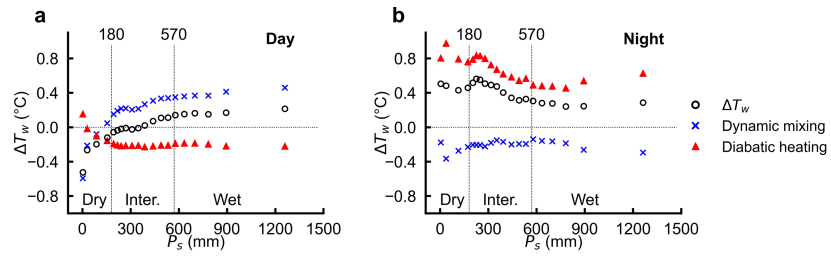 a
180
570
Day
ΔT_w (°C)
0.8
0.4
0.0
−0.4
−0.8
Dry
Inter.
Wet
0
300
600
900
1200
1500
P_s (mm)
b
180
570
Night
ΔT_w (°C)
0.8
0.4
0.0
−0.4
−0.8
Dry
Inter.
Wet
0
300
600
900
1200
1500
P_s (mm)
ΔT_w
Dynamic mixing
Diabatic heating